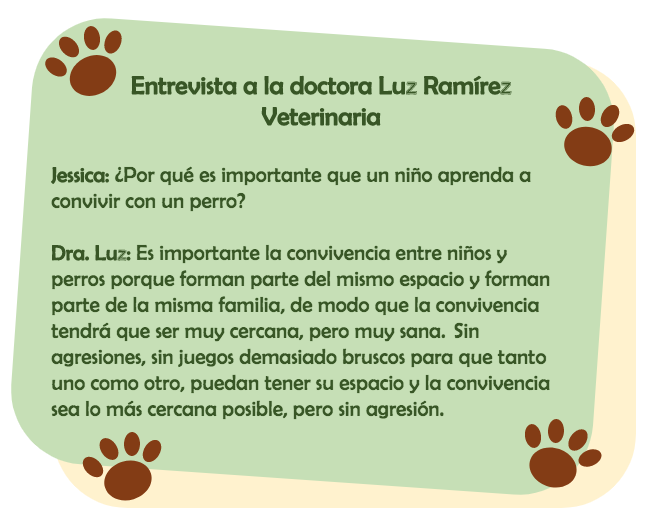 Entrevista a la doctora Luz Ramírez
Veterinaria
Jessica: ¿Por qué es importante que un niño aprenda a
convivir con un perro?
Dra. Luz: Es importante la convivencia entre niños y
perros porque forman parte del mismo espacio y forman
parte de la misma familia, de modo que la convivencia
tendrá que ser muy cercana, pero muy sana. Sin
agresiones, sin juegos demasiado bruscos para que tanto
uno como otro, puedan tener su espacio y la convivencia
sea lo más cercana posible, pero sin agresión.